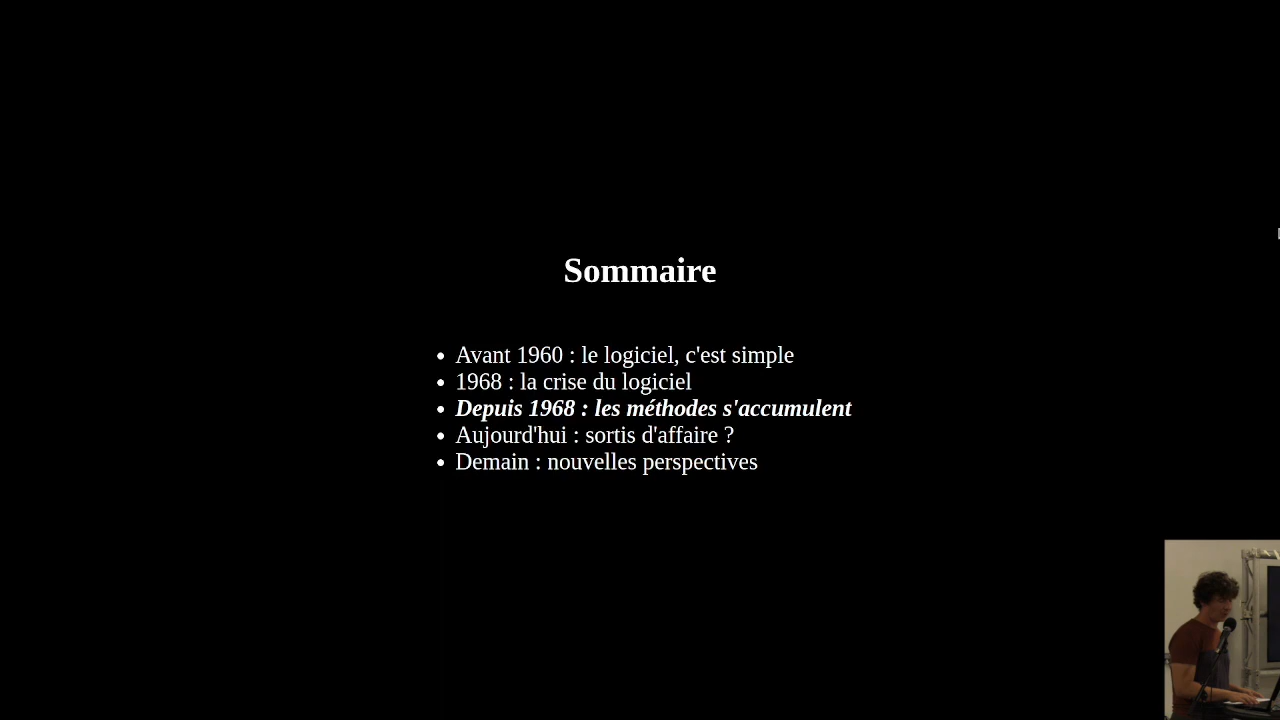 Sommaire
Avant 1960 : le logiciel, c'est simple
1968 : la crise du logiciel
Depuis 1968 : les méthodes s'accumulent
Aujourd'hui : sortis d'affaire ?
Demain : nouvelles perspectives